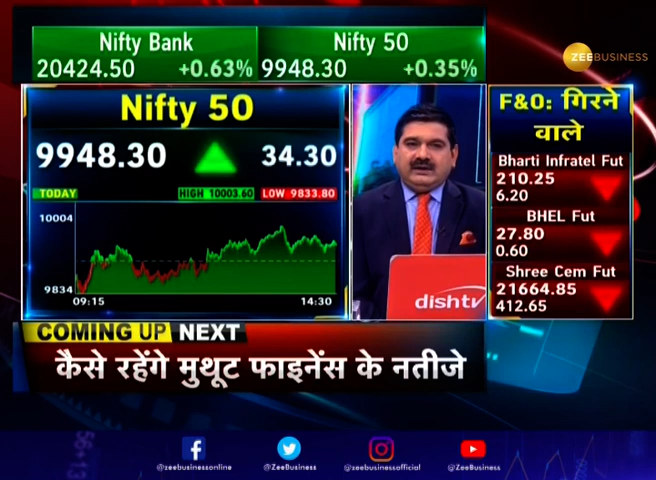 Nifty Bank
20424.50 +0.63%
Nifty 50
9948.30 +0.35%
ZEEBUSINESS
Nifty 50
9948.30 34.30
TODAY HIGH 10003.60 LOW 9833.80
10004
9834
09:15 14:30
dishtv
F&O: गिरने
वाले
Bharti Infratel Fut
210.25
6.20
BHEL Fut
27.80
0.60
Shree Cem Fut
21664.85
412.65
COMING UP NEXT
कैसे रहेंगे मुथूट फाइनेंस के नतीजे
@zeebusinessonline
@ZeeBusiness
@zeebusinessofficial
@ZeeBusiness